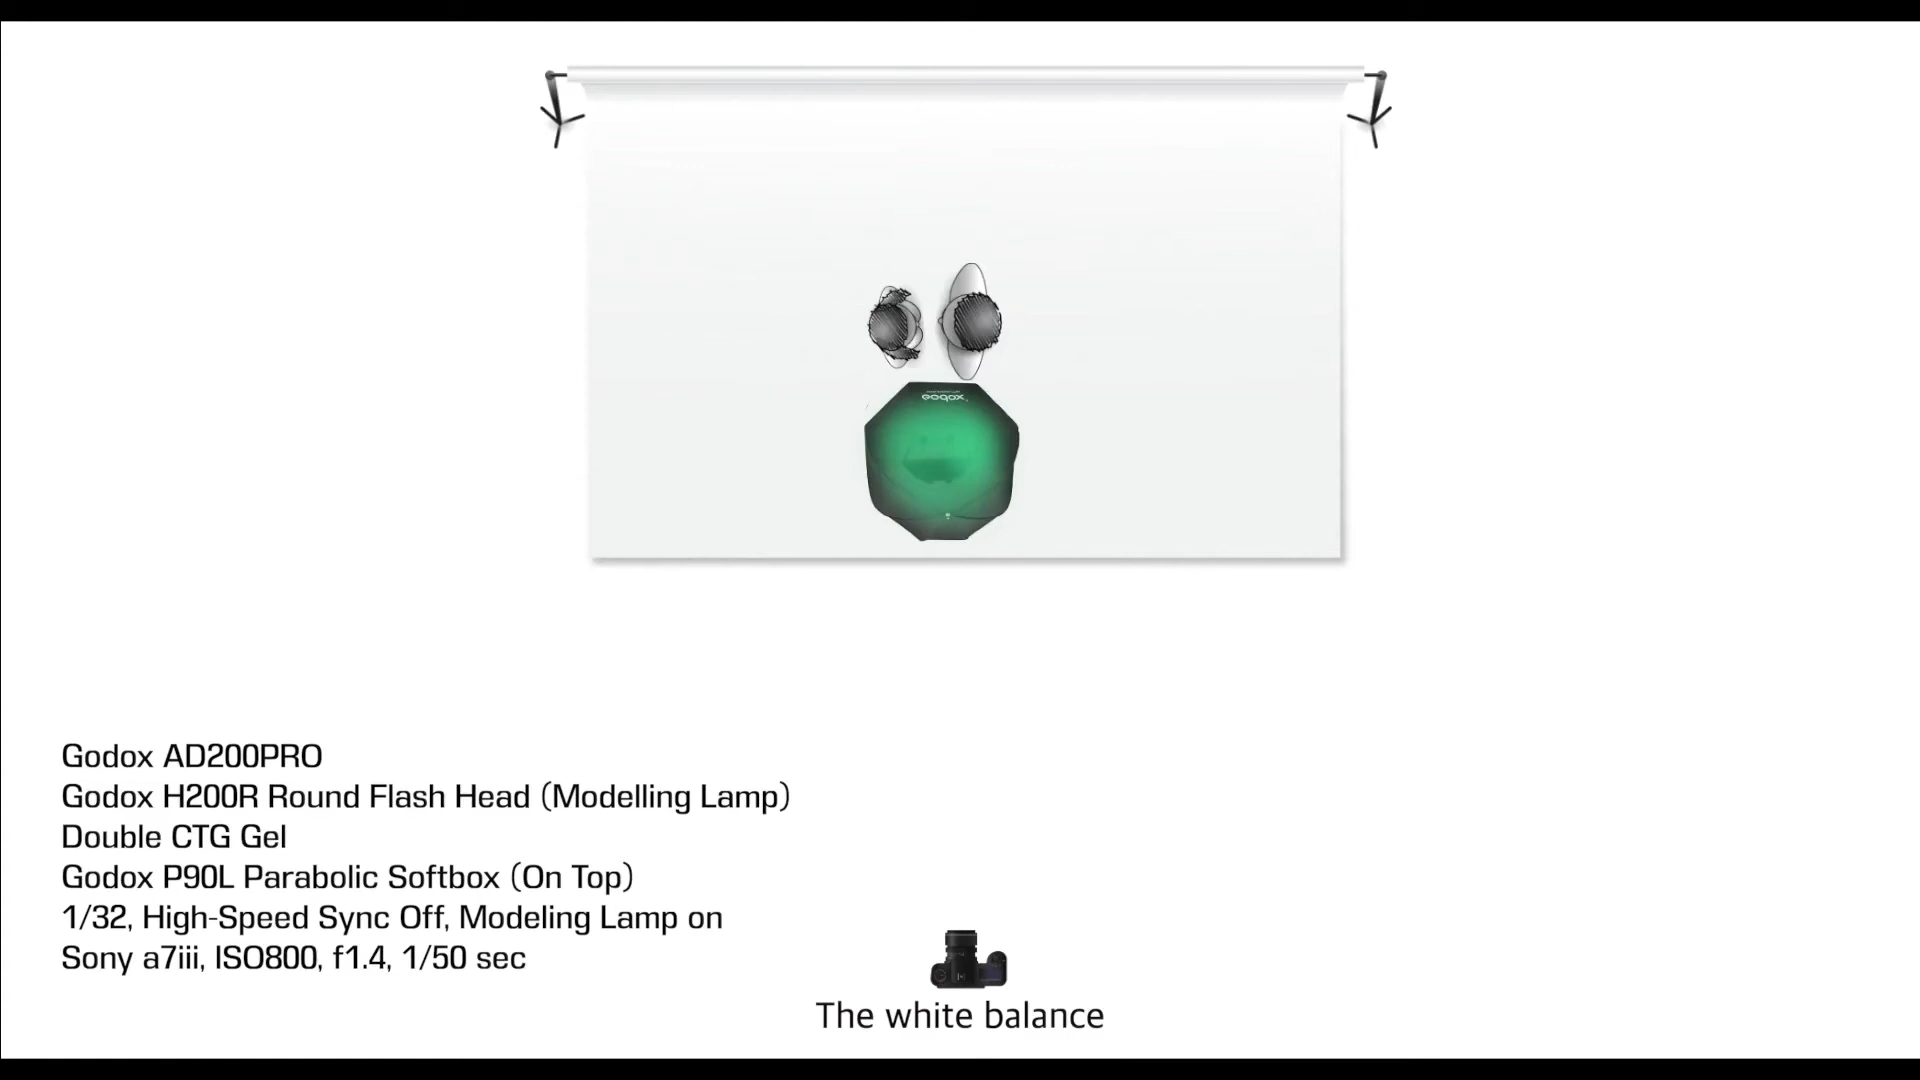 Godox
Godox AD200PRO
Godox H200R Round Flash Head (Modelling Lamp)
Double CTG Gel
Godox P90L Parabolic Softbox (On Top)
1/32, High-Speed Sync Off, Modeling Lamp on
Sony a7iii, ISO800, f1.4, 1/50 sec
The white balance